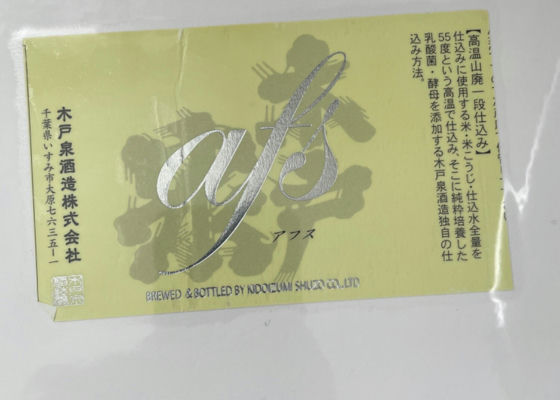 【高温山廃一段仕込み】
仕込みに使用する米・米こうじ・仕込水全量を
55度という高温で仕込み、そこに純粋培養した
乳酸菌・酵母を添加する木戸泉酒造独自の仕
込み方法。
afs
アフス
木戸泉酒造株式会社
千葉県いすみ市大原七六三五ー一
BREWED & BOTTLED BY KIDOIZUMI SHUZO CO.,LTD